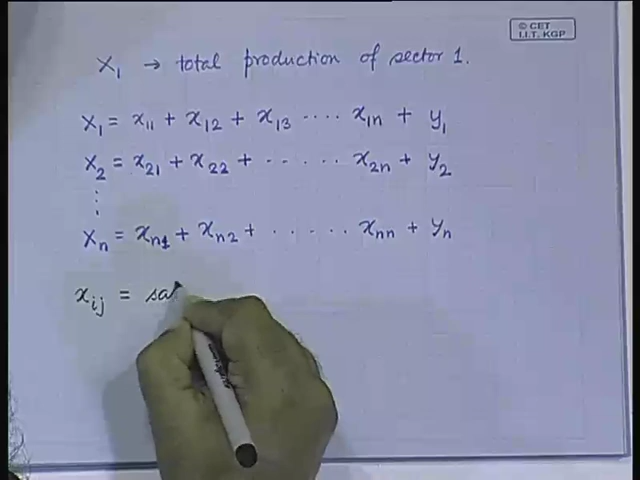 © CET
I.I.T. KGP
X₁ → total production of sector 1.
X₁ = x₁₁ + x₁₂ + x₁₃ .... x₁ₙ + y₁
X₂ = x₂₁ + x₂₂ + ...... x₂ₙ + y₂
⋮
Xₙ = xₙ₁ + xₙ₂ + ...... xₙₙ + yₙ
xᵢⱼ =